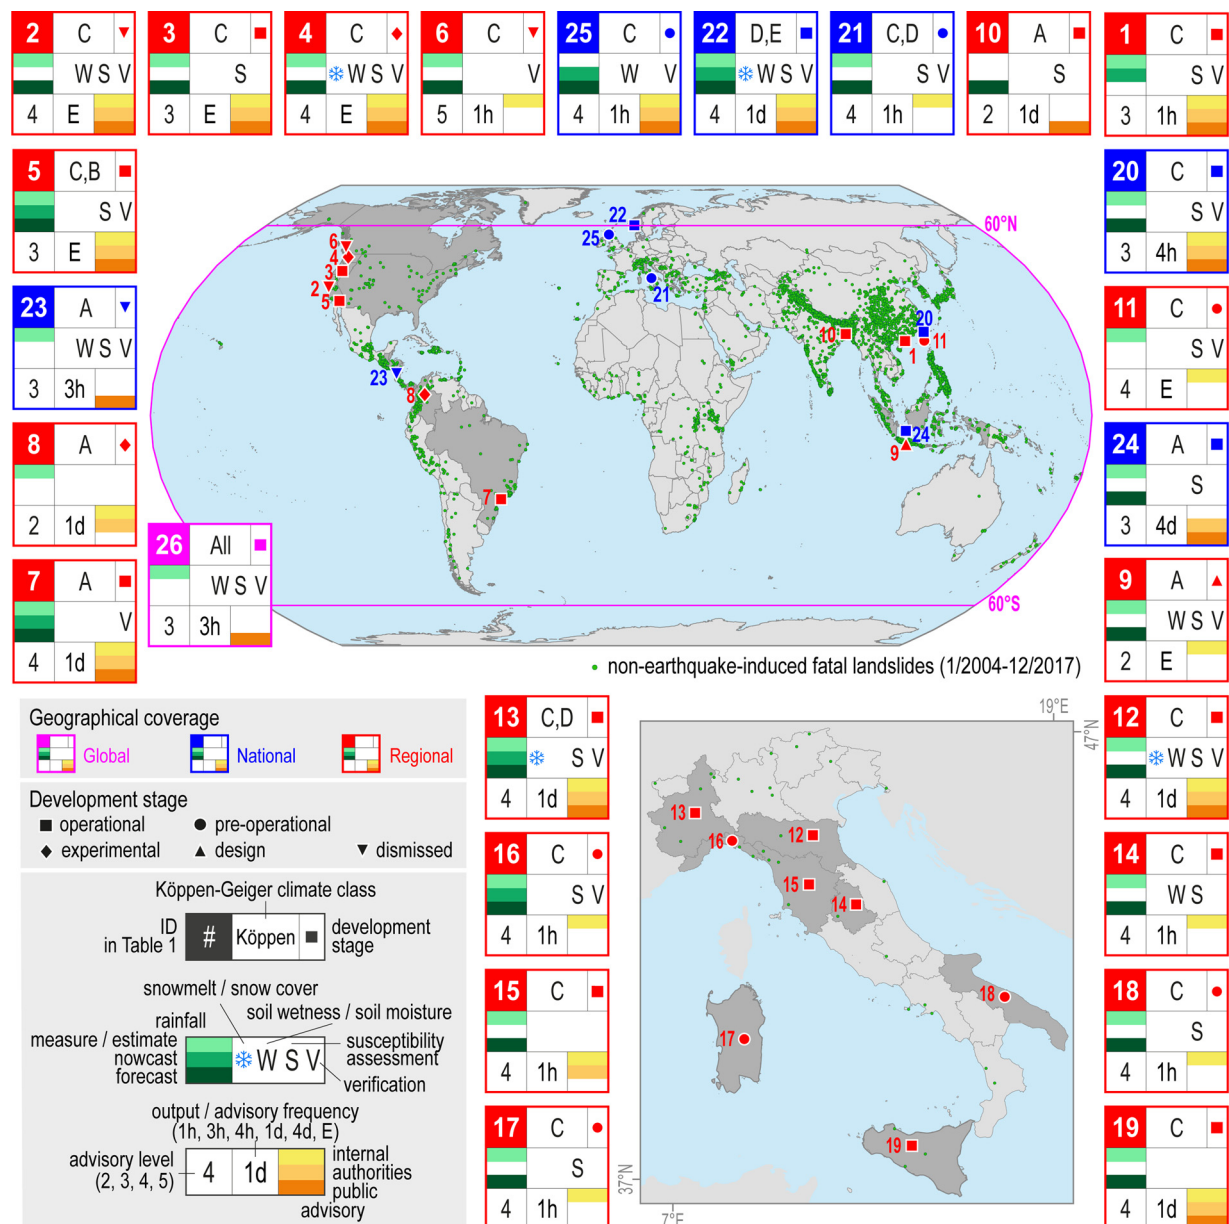 2 C
W S V
4 E
3 C
S
3 E
4 C
W S V
4 E
6 C
V
5 1h
25 C
W V
4 1h
22 D,E
W S V
4 1d
21 C,D
S V
4 1h
10 A
S
2 1d
1 C
S V
3 1h
5 C,B
S V
3 E
23 A
W S V
3 3h
8 A
2 1d
7 A
V
4 1d
26 All
W S V
3 3h
20 C
S V
3 4h
11 C
S V
4 E
24 A
S
3 4d
9 A
W S V
2 E
22
60°N
25
6
4
3
2
5
21
20
10
11
1
23
8
24
9
7
60°S
non-earthquake-induced fatal landslides (1/2004-12/2017)
Geographical coverage
Global National Regional
Development stage
operational pre-operational
experimental design dismissed
Köppen-Geiger climate class
ID
in Table 1
# Köppen
development
stage
snowmelt / snow cover
soil wetness / soil moisture
rainfall
measure / estimate
nowcast
forecast
W S V
susceptibility
assessment
verification
output / advisory frequency
(1h, 3h, 4h, 1d, 4d, E)
advisory level
(2, 3, 4, 5)
4 1d
internal
authorities
public
advisory
13 C,D
S V
4 1d
16 C
S V
4 1h
15 C
4 1h
17 C
S
4 1h
19°E
47°N
13
16
12
15
14
18
17
19
37°N
7°E
12 C
W S V
4 1d
14 C
W S
4 1h
18 C
S
4 1h
19 C
4 1d